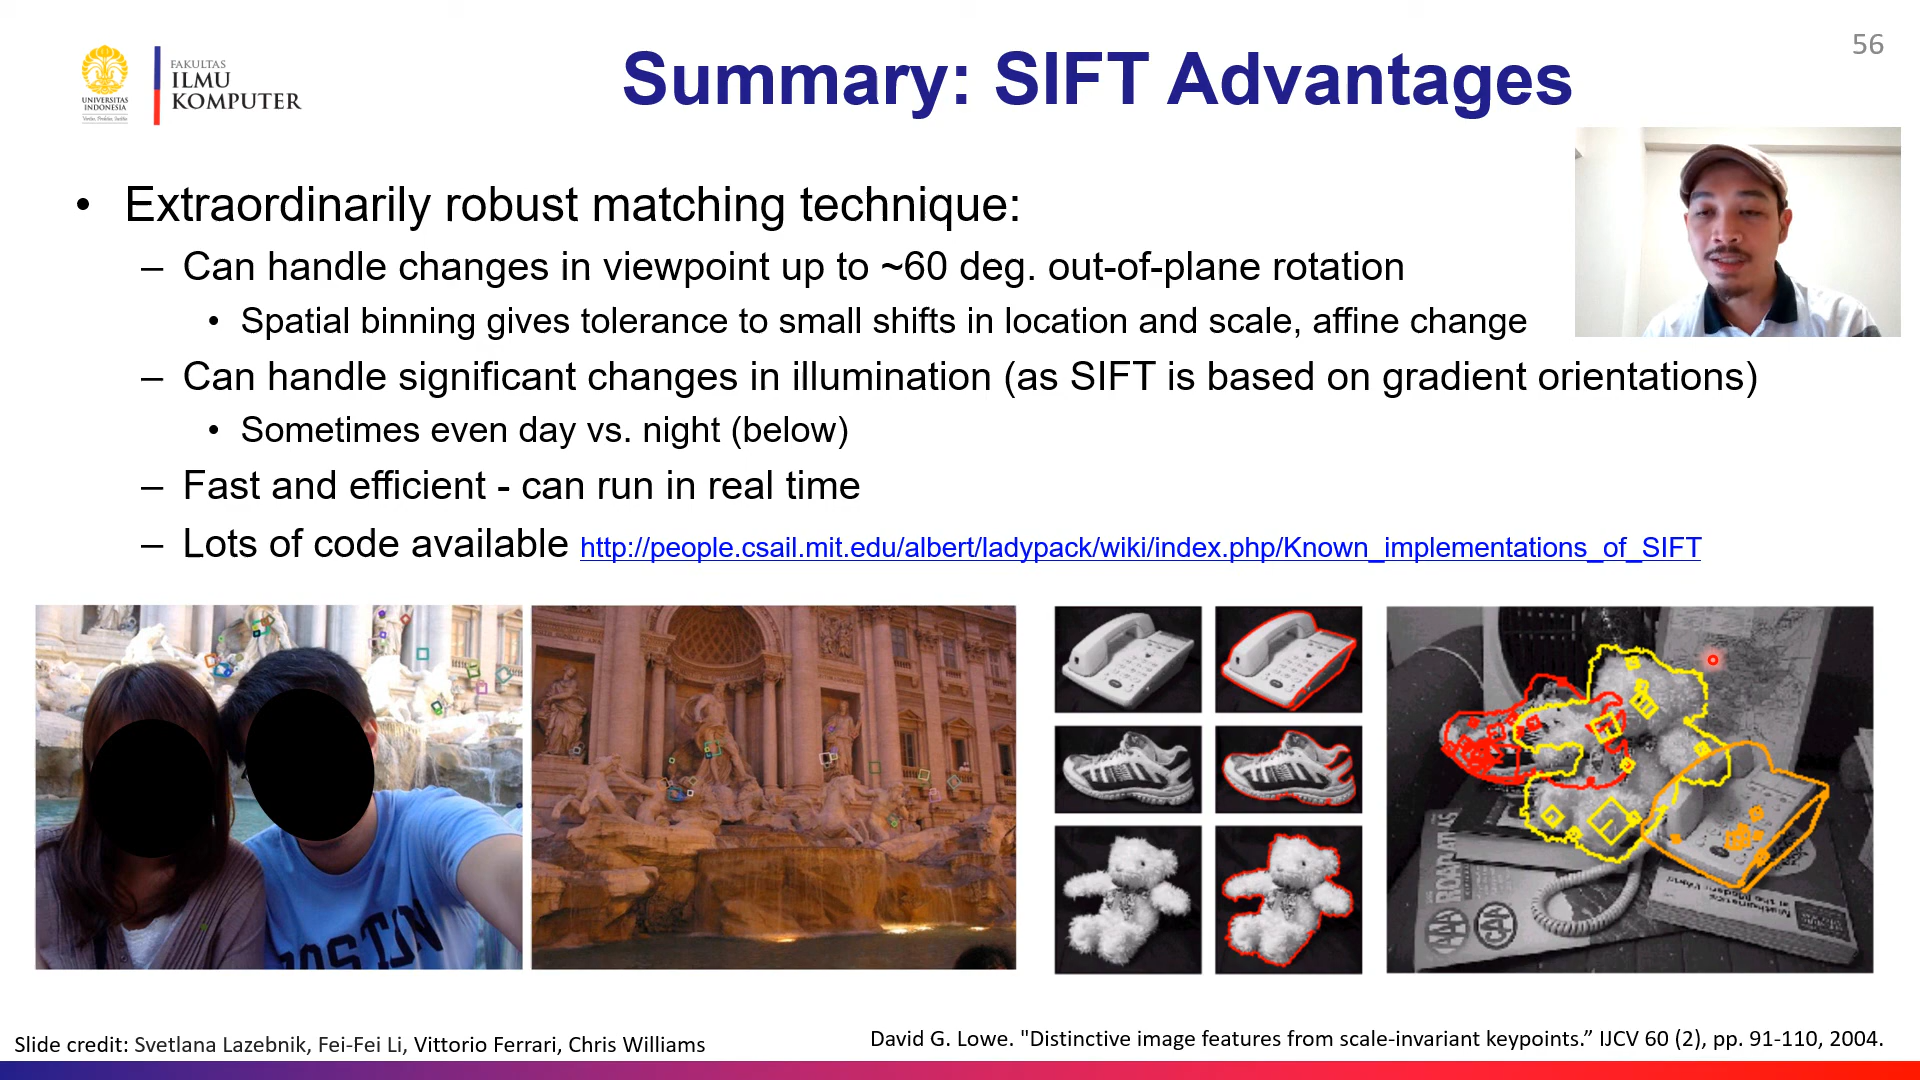 56
UNIVERSITAS
INDONESIA
FAKULTAS
ILMU
KOMPUTER
Summary: SIFT Advantages
• Extraordinarily robust matching technique:
– Can handle changes in viewpoint up to ~60 deg. out-of-plane rotation
• Spatial binning gives tolerance to small shifts in location and scale, affine change
– Can handle significant changes in illumination (as SIFT is based on gradient orientations)
• Sometimes even day vs. night (below)
– Fast and efficient - can run in real time
– Lots of code available http://people.csail.mit.edu/albert/ladypack/wiki/index.php/Known_implementations_of_SIFT
Slide credit: Svetlana Lazebnik, Fei-Fei Li, Vittorio Ferrari, Chris Williams
David G. Lowe. "Distinctive image features from scale-invariant keypoints.” IJCV 60 (2), pp. 91-110, 2004.